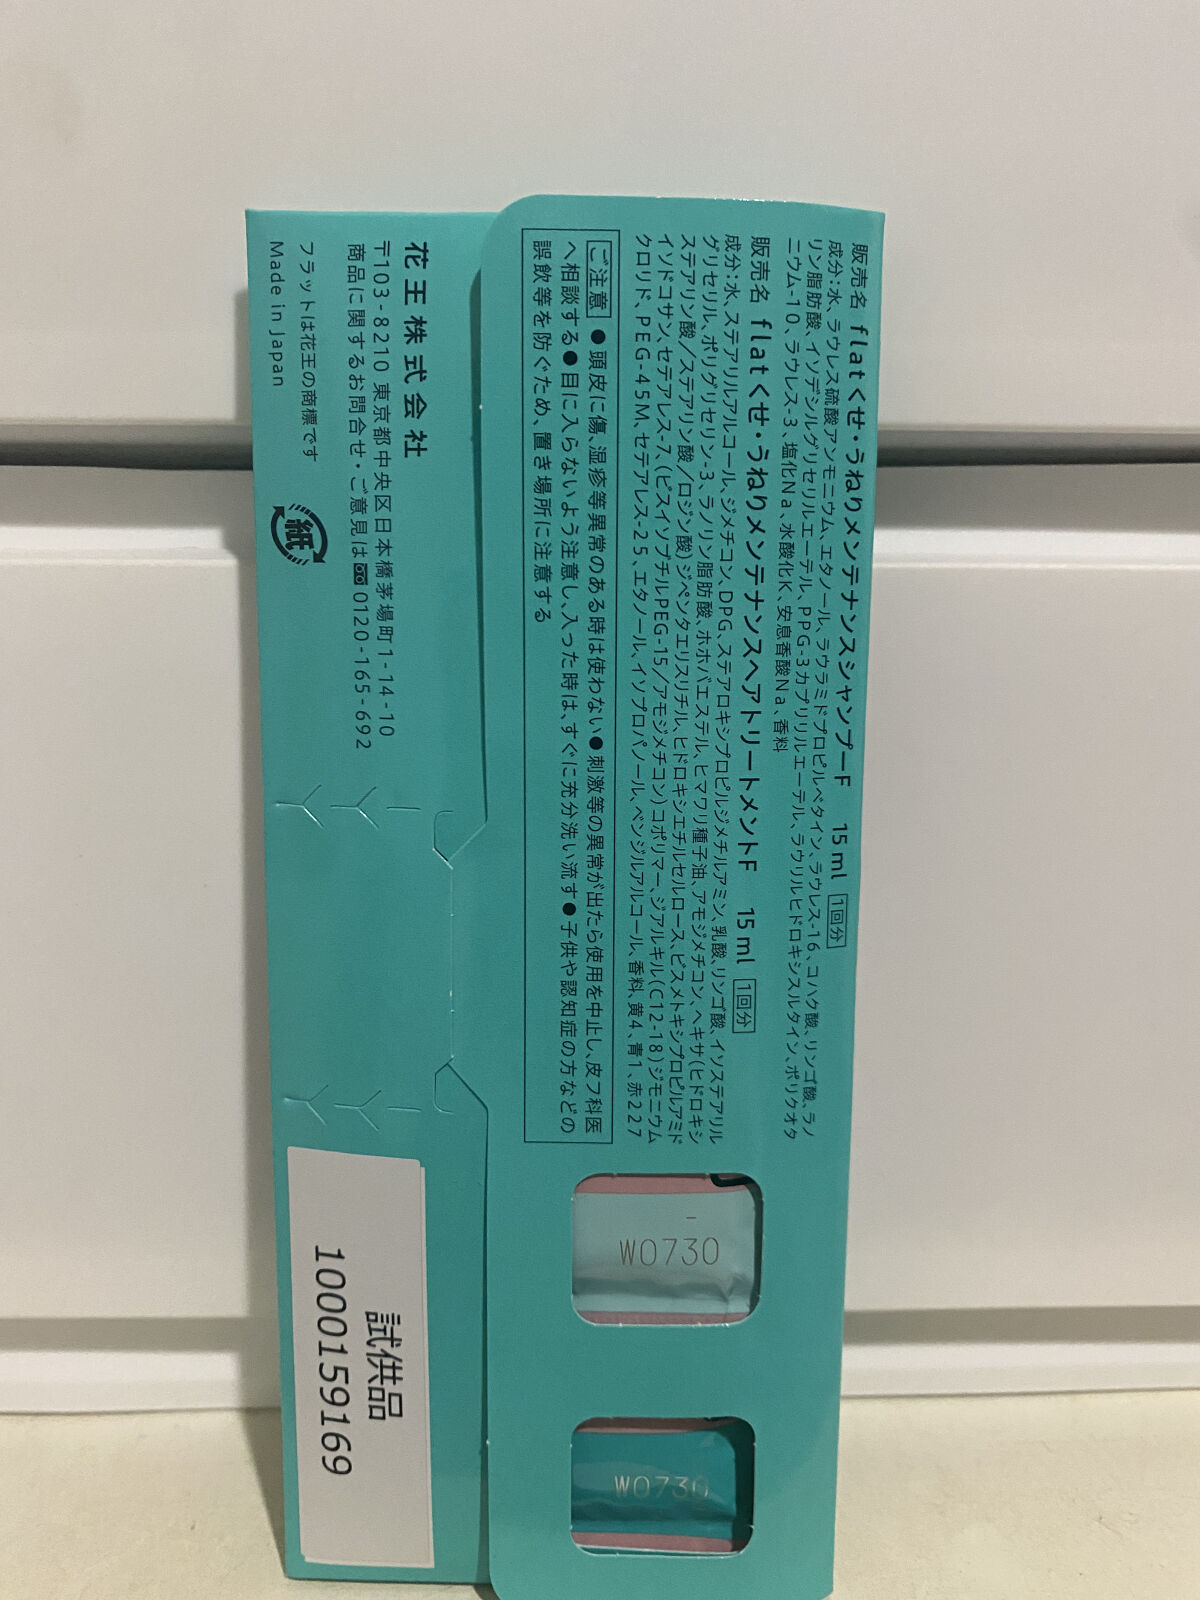 販売名 flatくせ・うねりメンテナンスシャンプーF 15ml 1回分
成分:水、ラウレス硫酸アンモニウム、エタノール、ラウラミドプロピルベタイン、ラウレス-16、コハク酸、リンゴ酸、ラノ
リン脂肪酸、イソデシルグリセリルエーテル、PPG-3カプリリルエーテル、ラウリルヒドロキシスルタイン、ポリクオタ
ニウム-10、ラウレス-3、塩化Na、水酸化K、安息香酸Na、香料
販売名 flatくせ・うねりメンテナンスヘアトリートメントF 15ml 1回分
成分:水、ステアリルアルコール、ジメチコン、DPG、ステアロキシプロピルジメチルアミン、乳酸、リンゴ酸、イソステアリル
グリセリル、ポリグリセリン-3、ラノリン脂肪酸、ホホバエステル、ヒマワリ種子油、アモジメチコン、ヘキサ(ヒドロキシ
ステアリン酸/ステアリン酸/ロジン酸)ジペンタエリスリチル、ヒドロキシエチルセルロース、ビスメトキシプロピルアミド
イソドコサン、セテアレス-7、(ビスイソブチルPEG-15/アモジメチコン)コポリマー、ジアルキル(C12-18)ジモニウム
クロリド、PEG-45M、セテアレス-25、エタノール、イソプロパノール、ベンジルアルコール、香料、黄4、青1、赤227
ご注意 ●頭皮に傷、湿疹等異常のある時は使わない●刺激等の異常が出たら使用を中止し、皮フ科医
へ相談する●目に入らないよう注意し、入った時は、すぐに充分洗い流す●子供や認知症の方などの
誤飲等を防ぐため、置き場所に注意する
花王株式会社
〒103-8210 東京都中央区日本橋茅場町1-14-10
商品に関するお問合せ・ご意見は 0120-165-692
フラットは花王の商標です
Made in Japan
紙
W0730
W0730
試供品
1000159169